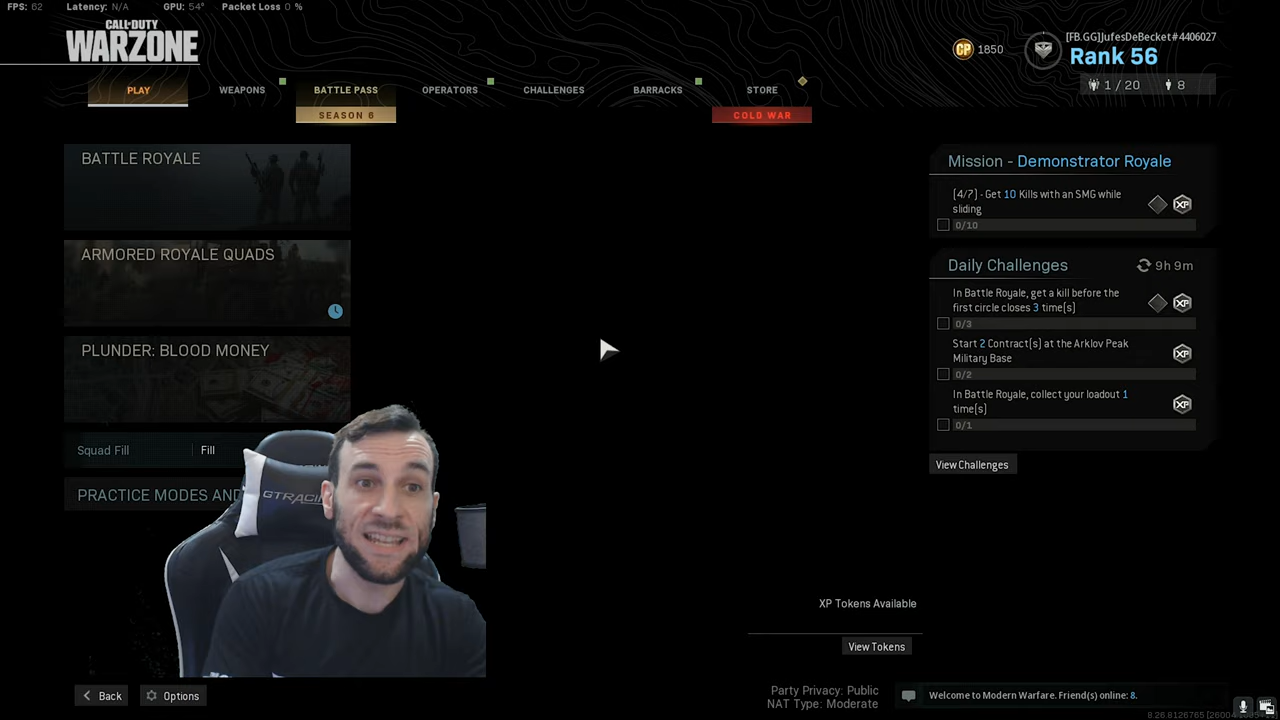 FPS: 62 Latency: N/A GPU: 54° Packet Loss 0 %
CALL·DUTY
WARZONE
CP 1850
[FB.GG]JufesDeBecket#4406027
Rank 56
1 / 20 8
PLAY WEAPONS BATTLE PASS OPERATORS CHALLENGES BARRACKS STORE
SEASON 6 COLD WAR
BATTLE ROYALE
ARMORED ROYALE QUADS
PLUNDER: BLOOD MONEY
Squad Fill Fill
PRACTICE MODES AND
GTRACIN
Mission - Demonstrator Royale
[4/7] - Get 10 Kills with an SMG while
sliding
XP
0/10
Daily Challenges 9h 9m
In Battle Royale, get a kill before the
first circle closes 3 time[s]
XP
0/3
Start 2 Contract[s] at the Arklov Peak
Military Base
XP
0/2
In Battle Royale, collect your loadout 1
time[s]
XP
0/1
View Challenges
XP Tokens Available
View Tokens
Back Options
Party Privacy: Public
NAT Type: Moderate
Welcome to Modern Warfare. Friend(s) online: 8.